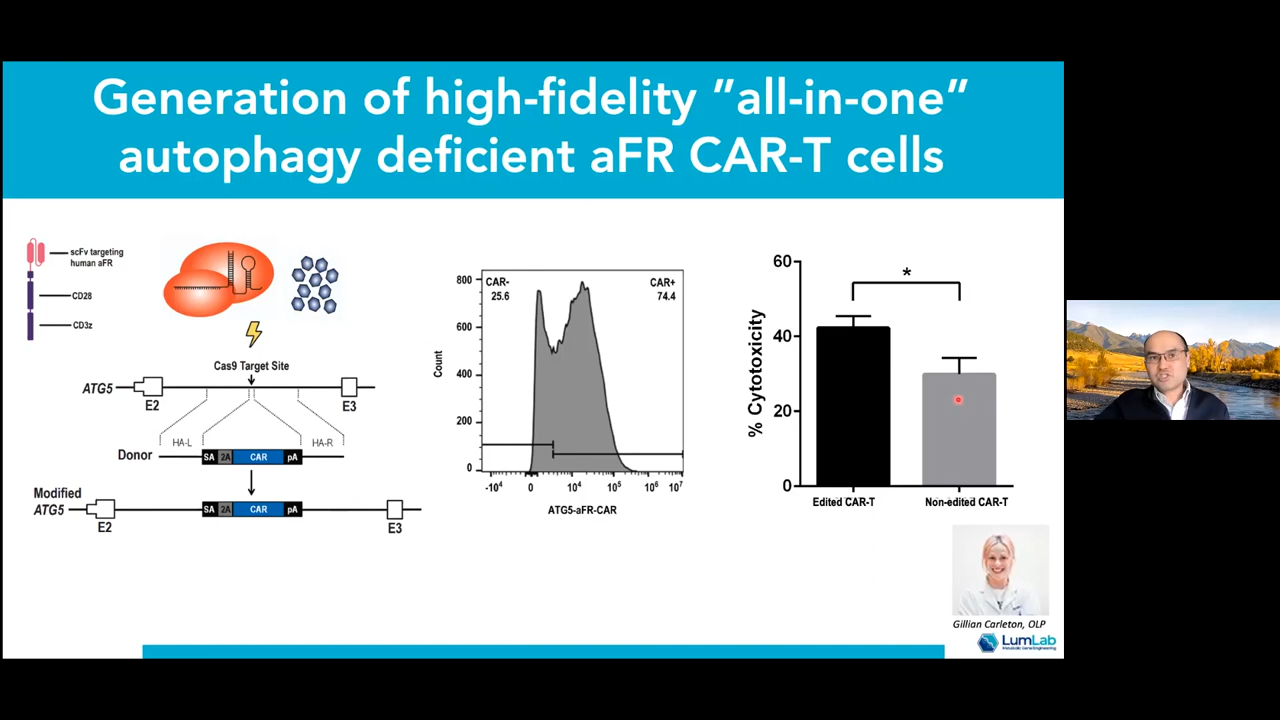 Generation of high-fidelity ”all-in-one”
autophagy deficient aFR CAR-T cells
scFv targeting
human aFR
CD28
CD3z
Cas9 Target Site
ATG5
E2
E3
HA-L
HA-R
Donor
SA
2A
CAR
pA
Modified
ATG5
SA
2A
CAR
pA
E2
E3
CAR-
25.6
CAR+
74.4
800
600
400
200
0
Count
-10⁴
0
10⁴
10⁵
10⁶
10⁷
ATG5-aFR-CAR
60
40
20
0
% Cytotoxicity
*
Edited CAR-T
Non-edited CAR-T
Gillian Carleton, OLP
LumLab
Metabolic Gene Engineering